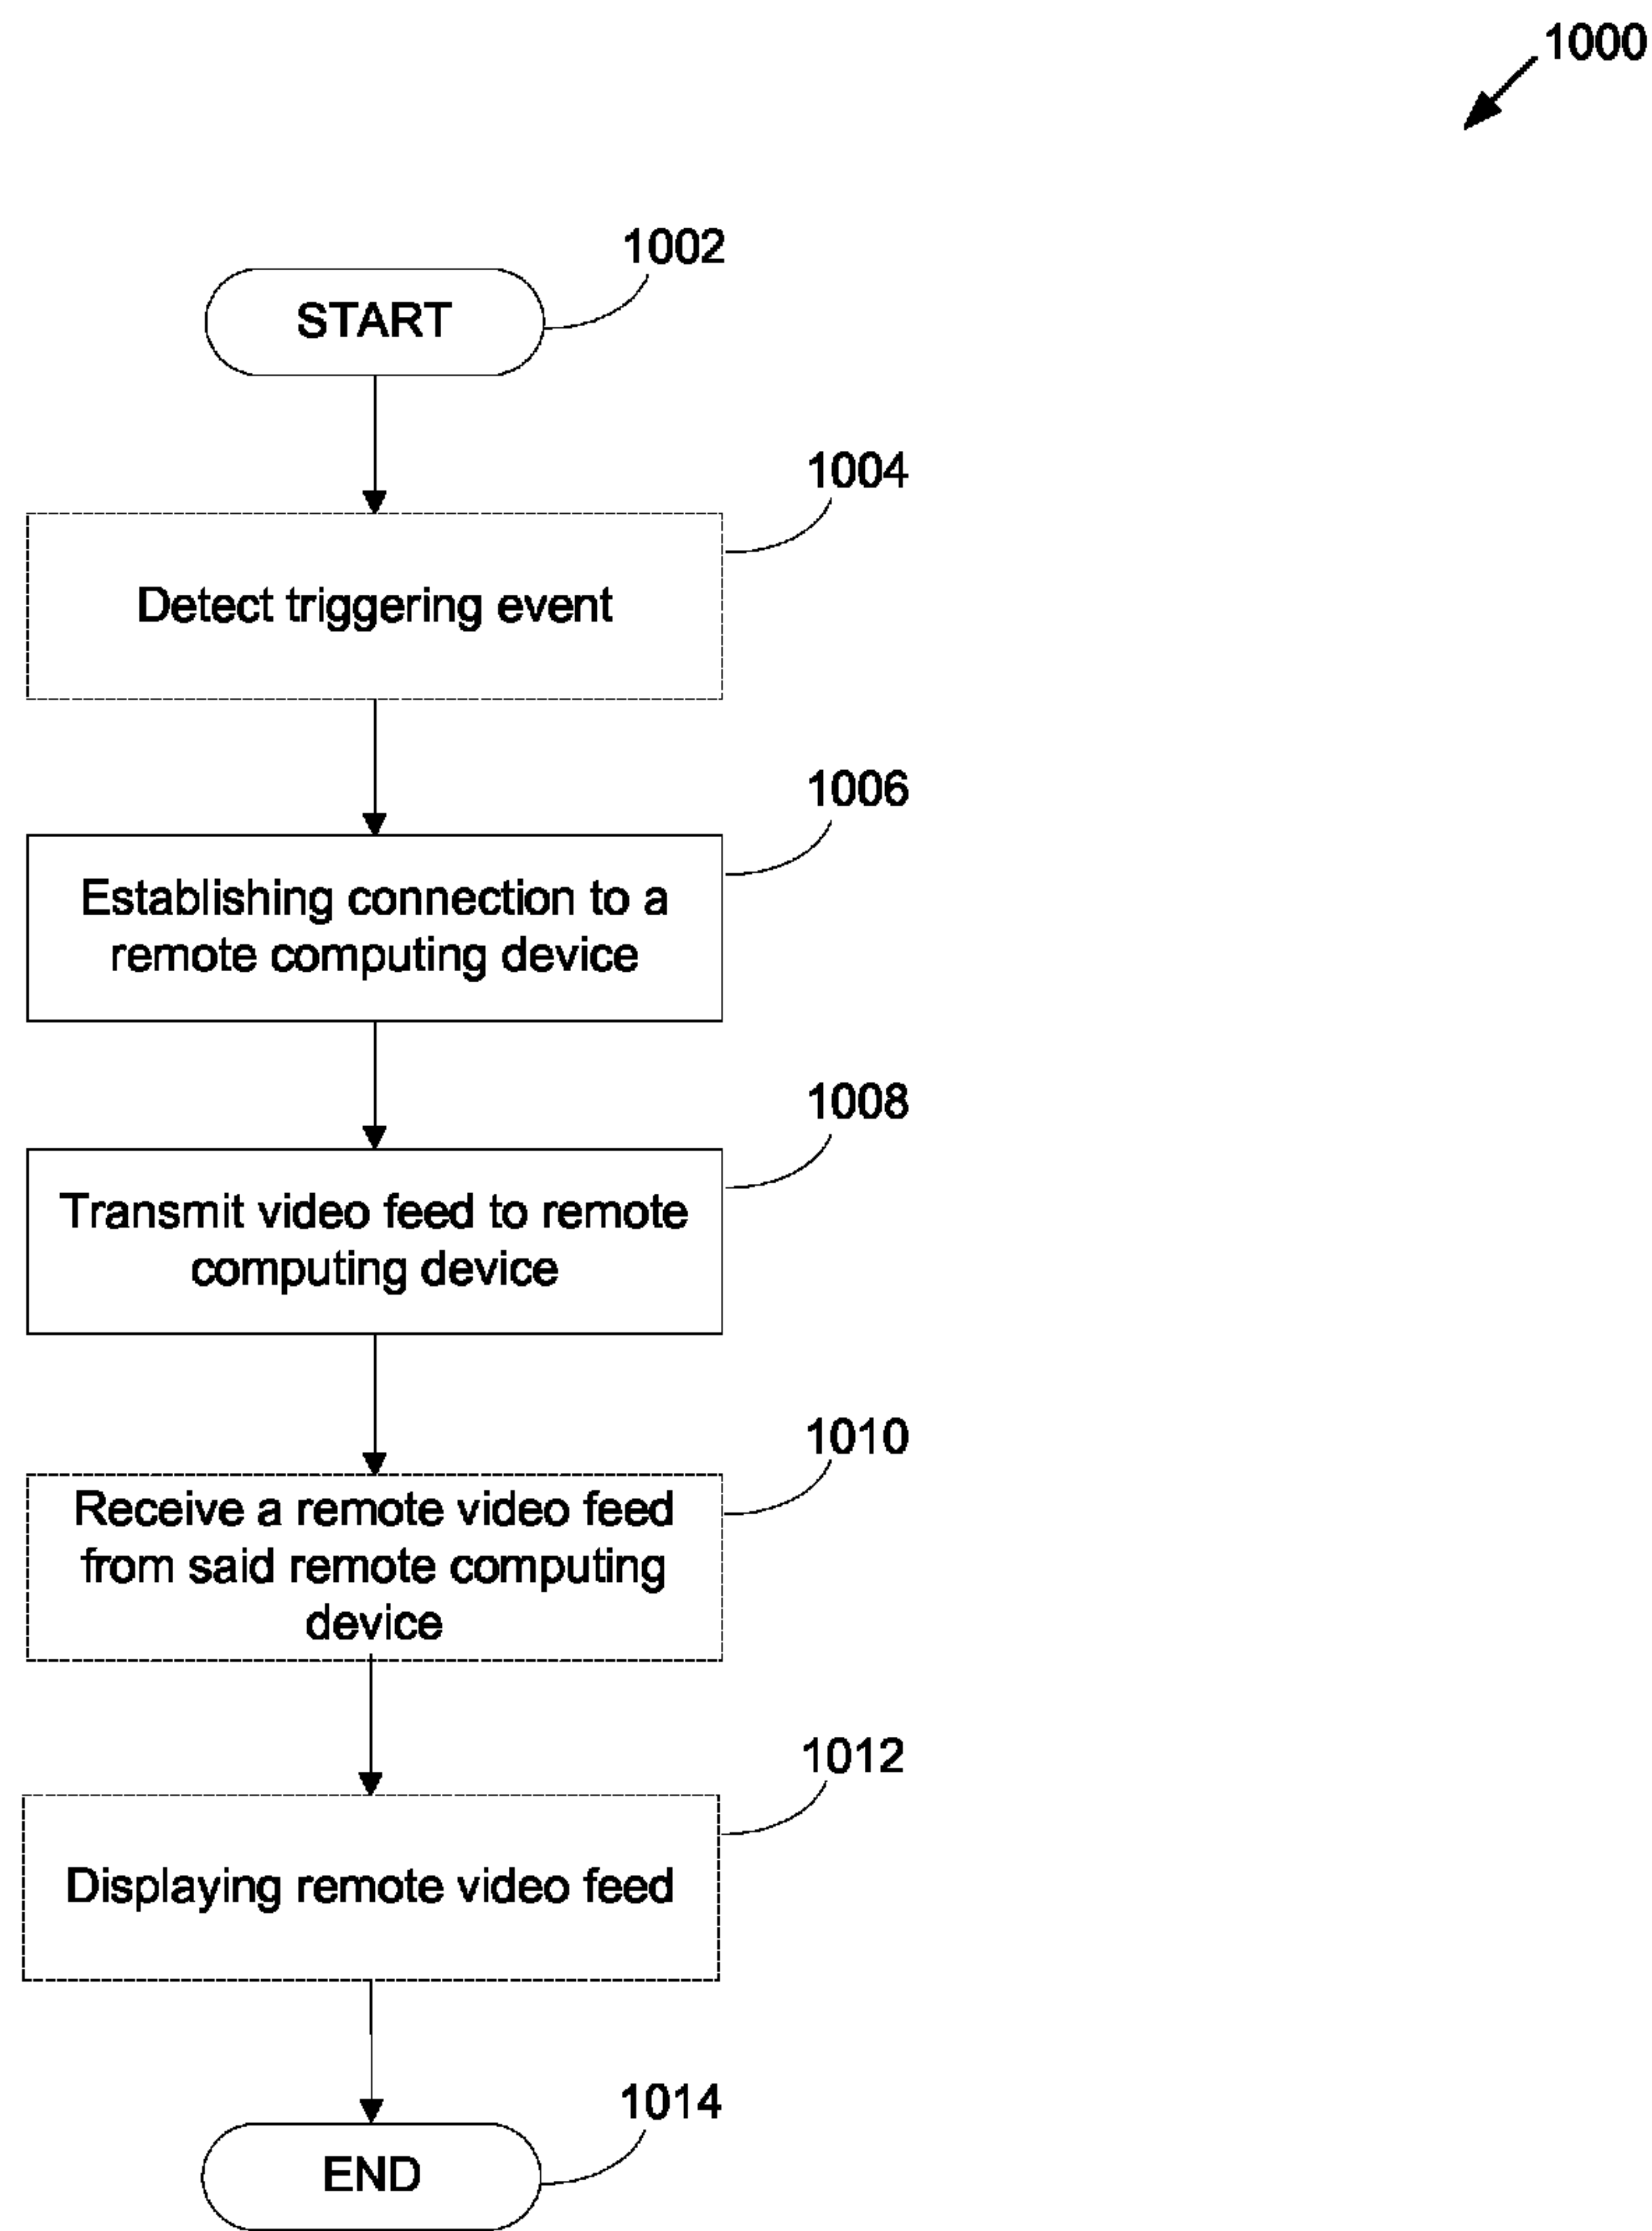 1000
1002
START
1004
Detect triggering event
1006
Establishing connection to a
remote computing device
1008
Transmit video feed to remote
computing device
1010
Receive a remote video feed
from said remote computing
device
1012
Displaying remote video feed
1014
END